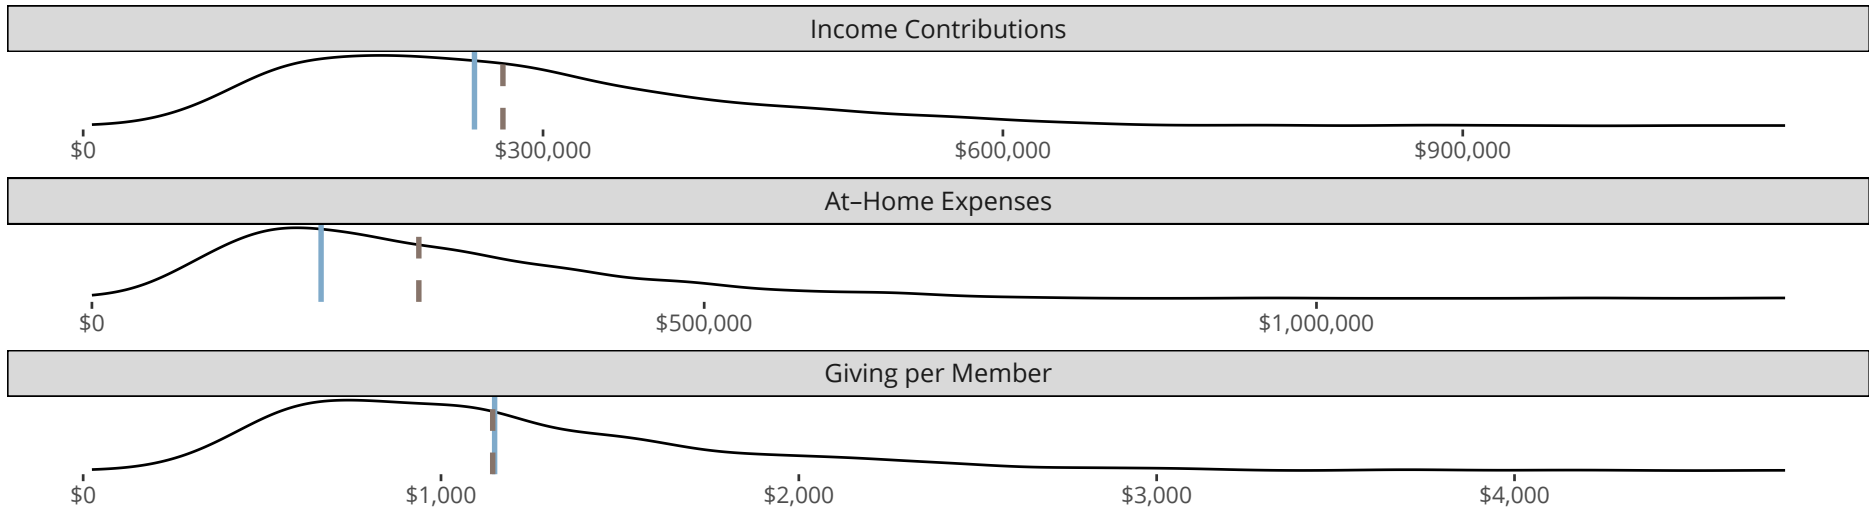 Income Contributions
$0 $300,000 $600,000 $900,000
At–Home Expenses
$0 $500,000 $1,000,000
Giving per Member
$0 $1,000 $2,000 $3,000 $4,000